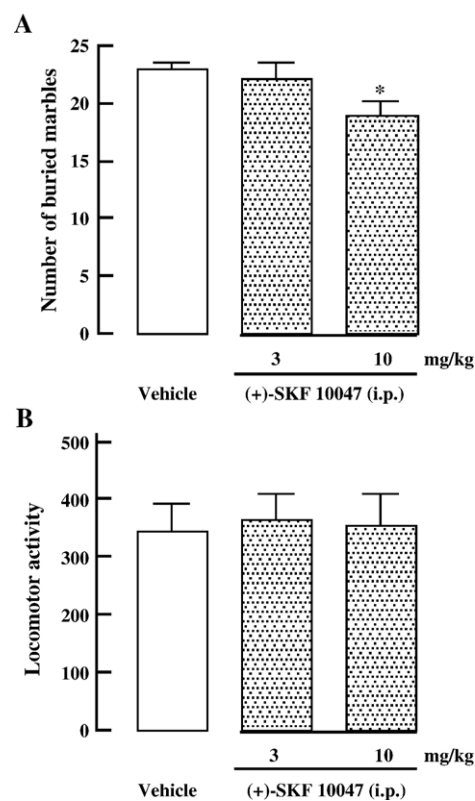 A
Number of buried marbles
25
20
15
10
5
0
*
3 10 mg/kg
Vehicle (+)-SKF 10047 (i.p.)
B
Locomotor activity
500
400
300
200
100
0
3 10 mg/kg
Vehicle (+)-SKF 10047 (i.p.)